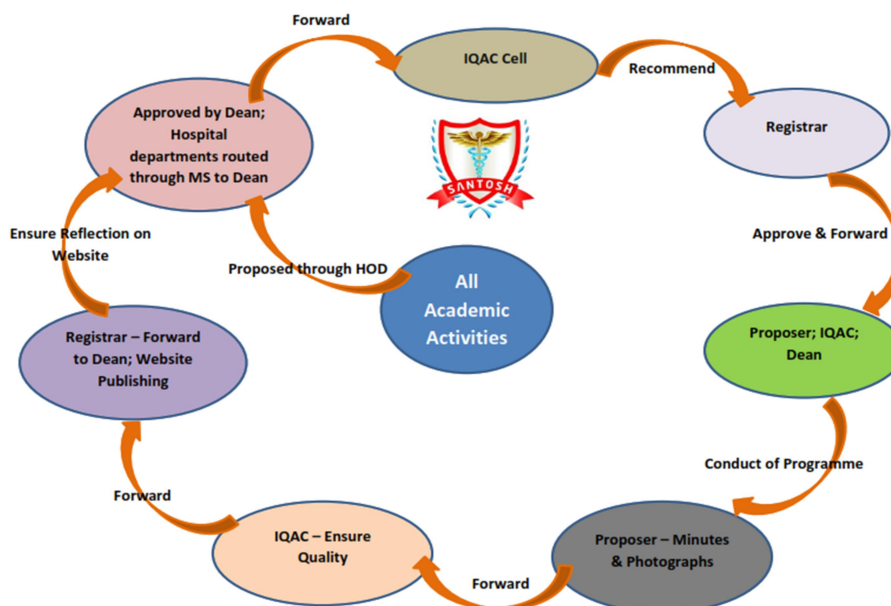 Forward
IQAC Cell
Recommend
Approved by Dean;
Hospital
departments routed
through MS to Dean
Registrar
SANTOSH
Ensure Reflection on
Website
Approve & Forward
Proposed through HOD
All
Academic
Activities
Registrar – Forward
to Dean; Website
Publishing
Proposer; IQAC;
Dean
Conduct of Programme
Forward
IQAC – Ensure
Quality
Proposer – Minutes
& Photographs
Forward